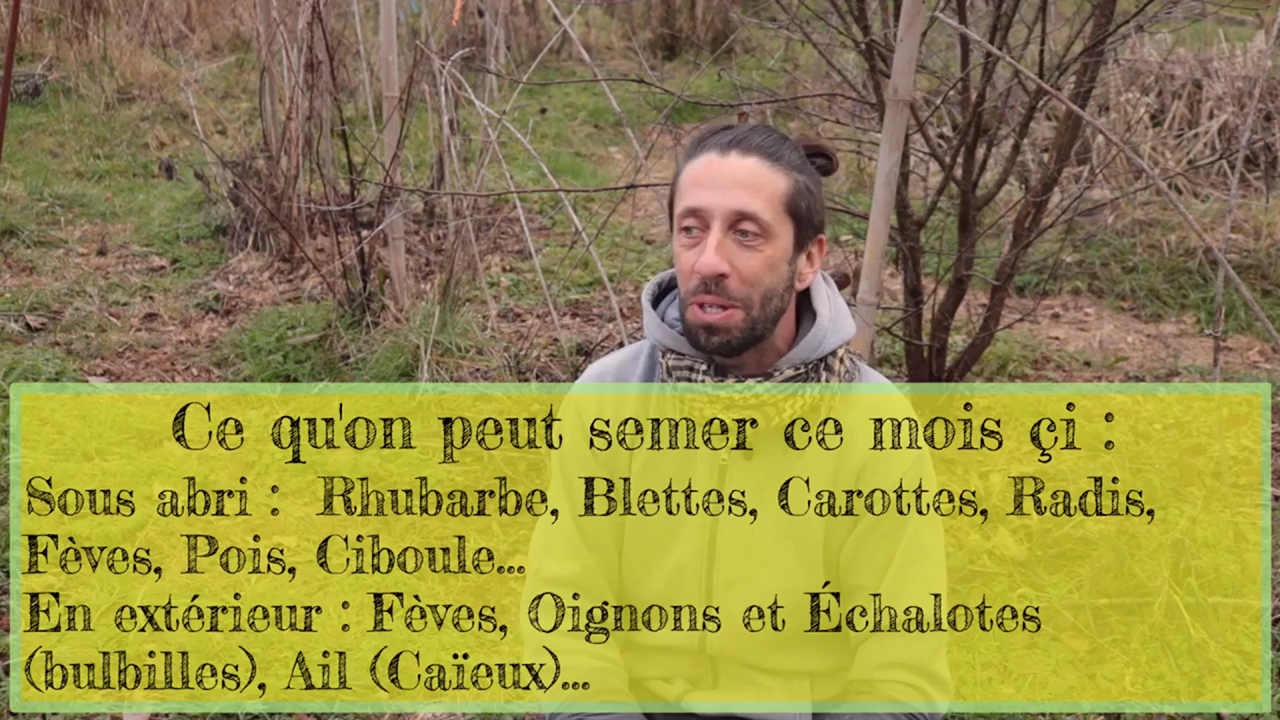 Ce qu'on peut semer ce mois çi :
Sous abri : Rhubarbe, Blettes, Carottes, Radis,
Fèves, Pois, Ciboule...
En extérieur : Fèves, Oignons et Échalotes
(bulbilles), Ail (Caïeux)...